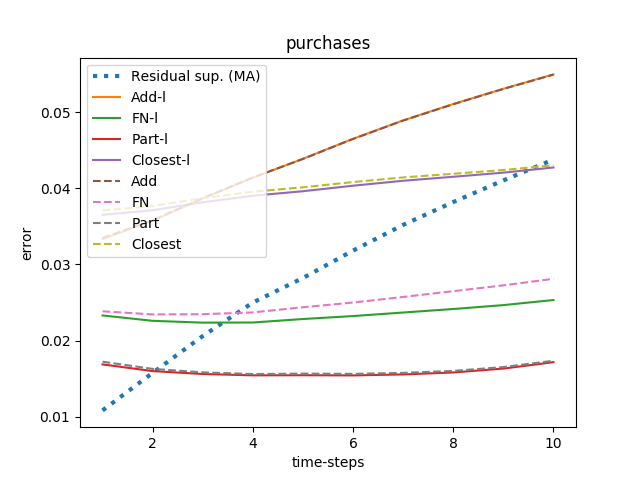 purchases
Residual sup. (MA)
Add-l
FN-l
Part-l
Closest-l
Add
FN
Part
Closest
error
0.05
0.04
0.03
0.02
0.01
2 4 6 8 10
time-steps